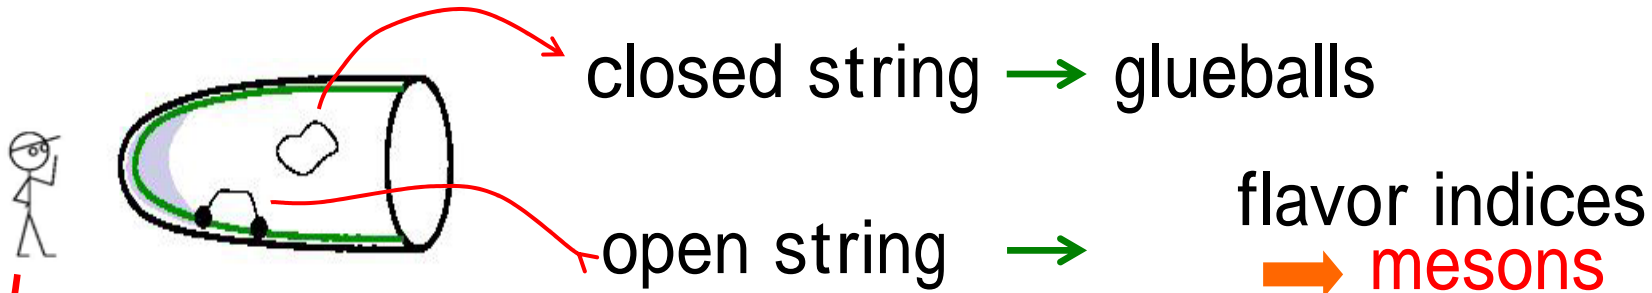 closed string → glueballs
flavor indices
open string →
mesons